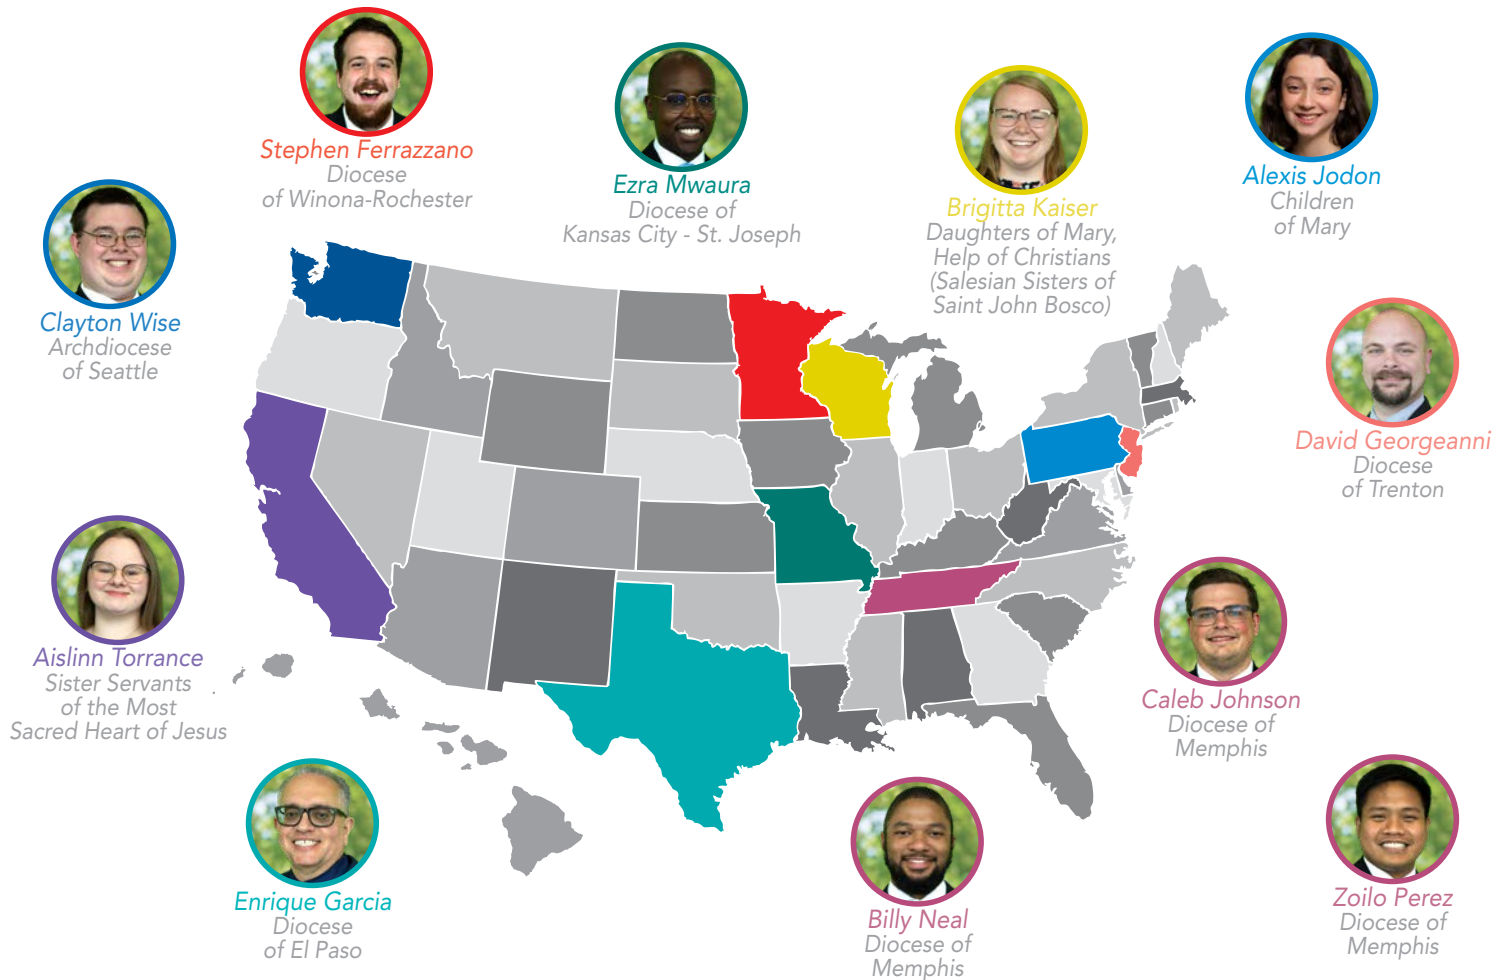 Stephen Ferrazzano
Diocese
of Winona-Rochester
Ezra Mwaura
Diocese of
Kansas City - St. Joseph
Brigitta Kaiser
Daughters of Mary,
Help of Christians
(Salesian Sisters of
Saint John Bosco)
Alexis Jodon
Children
of Mary
Clayton Wise
Archdiocese
of Seattle
David Georgeanni
Diocese
of Trenton
Aislinn Torrance
Sister Servants
of the Most
Sacred Heart of Jesus
Caleb Johnson
Diocese of
Memphis
Enrique Garcia
Diocese
of El Paso
Billy Neal
Diocese of
Memphis
Zoilo Perez
Diocese of
Memphis